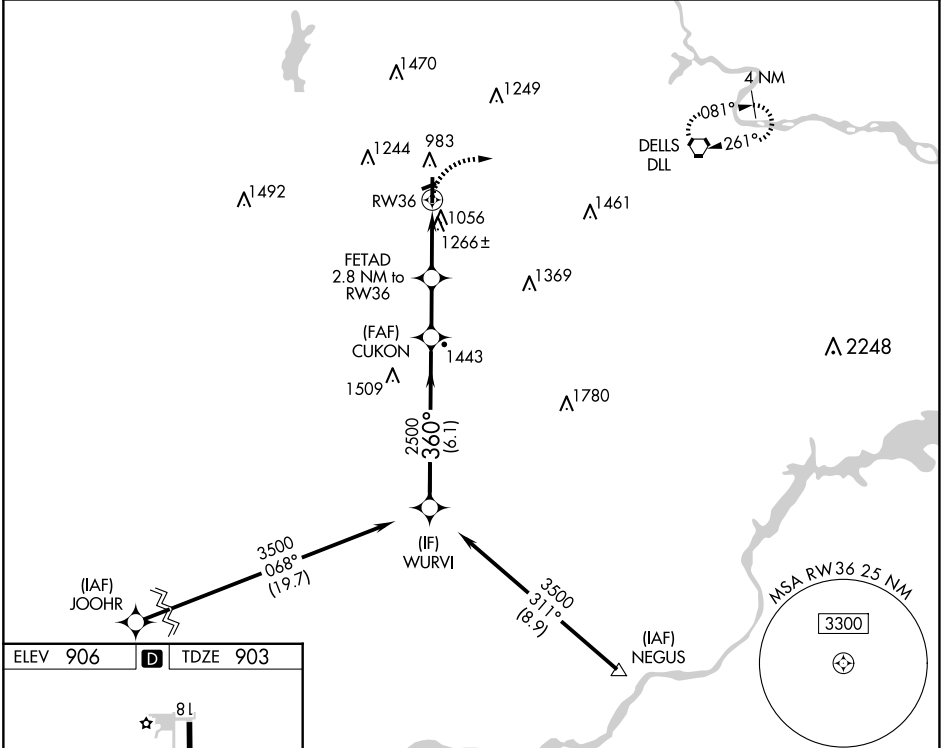 1470
1249
4 NM
081°
261°
DELLS
DLL
1244
983
1492
RW36
1056
1461
1266±
FETAD
2.8 NM to
RW36
1369
(FAF)
CUKON
1443
2248
1509
1780
2500
360°
(6.1)
(IF)
WURVI
3500
068°
(19.7)
3500
311°
(8.9)
(IAF)
JOOHR
(IAF)
NEGUS
MSA RW36 25 NM
3300
ELEV 906 D TDZE 903
18